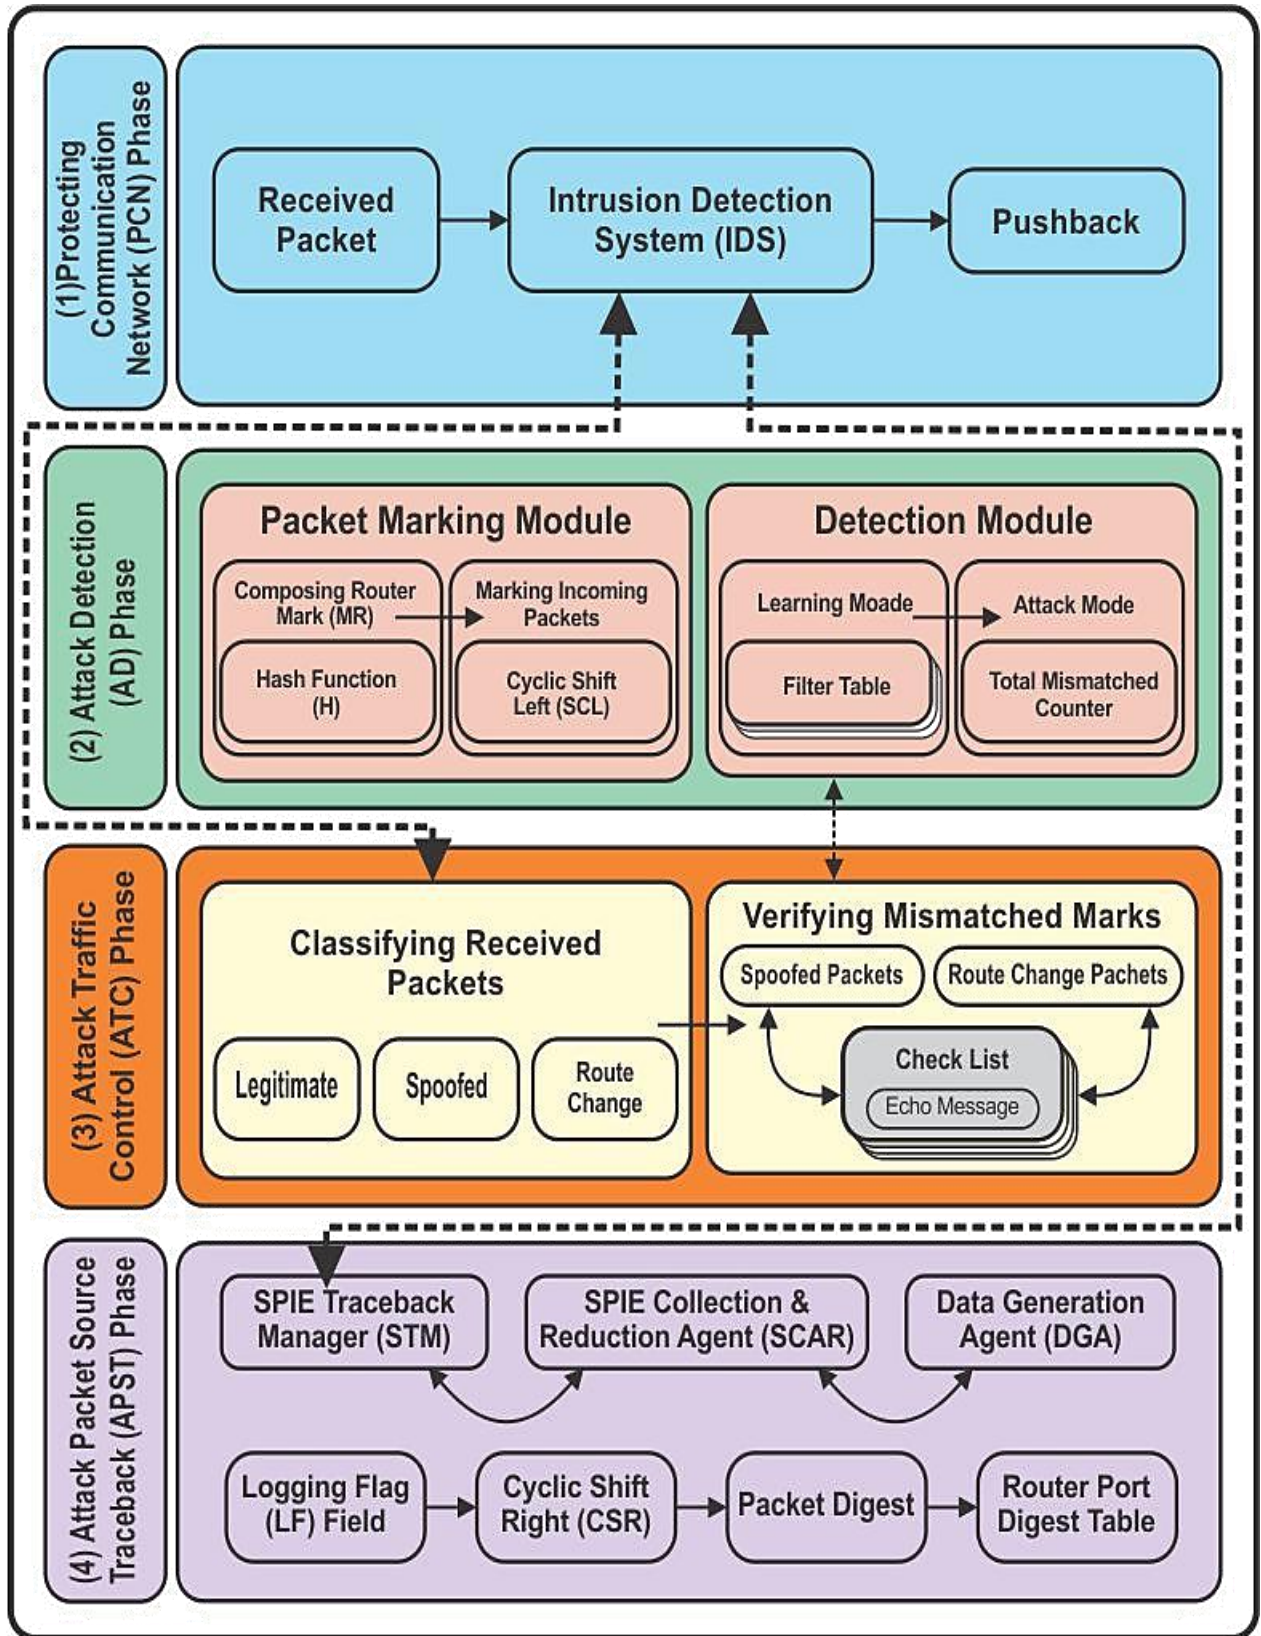 (1)Protecting
Communication
Network (PCN) Phase
Received
Packet
Intrusion Detection
System (IDS)
Pushback
(2) Attack Detection
(AD) Phase
Packet Marking Module
Composing Router
Mark (MR)
Marking Incoming
Packets
Hash Function
(H)
Cyclic Shift
Left (SCL)
Detection Module
Learning Moade
Attack Mode
Filter Table
Total Mismatched
Counter
(3) Attack Traffic
Control (ATC) Phase
Classifying Received
Packets
Legitimate
Spoofed
Route
Change
Verifying Mismatched Marks
Spoofed Packets
Route Change Pachets
Check List
Echo Message
(4) Attack Packet Source
Traceback (APST) Phase
SPIE Traceback
Manager (STM)
SPIE Collection &
Reduction Agent (SCAR)
Data Generation
Agent (DGA)
Logging Flag
(LF) Field
Cyclic Shift
Right (CSR)
Packet Digest
Router Port
Digest Table